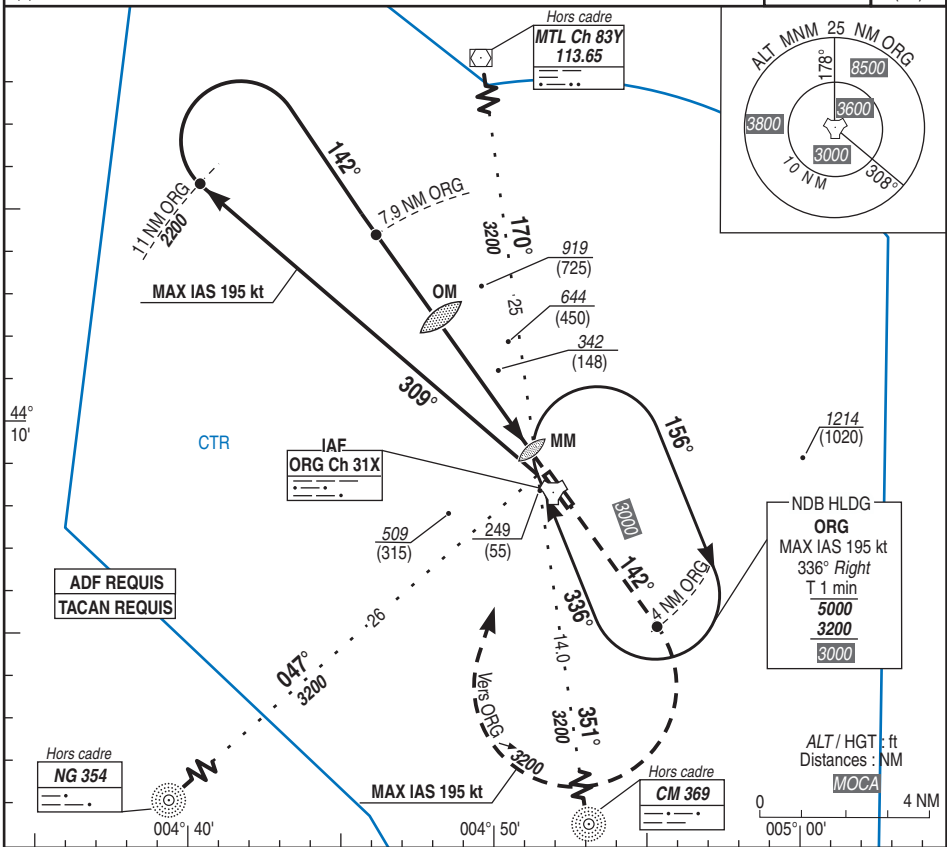 Hors cadre
MTL Ch 83Y
113.65
ALT MNM 25 NM ORG
178°
8500
3800
3600
3000
10 NM
308°
142°
7.9 NM ORG
11 NM ORG
2200
170°
3200
25
919
(725)
OM
644
(450)
MAX IAS 195 kt
342
(148)
309°
44°
10'
CTR
IAF
ORG Ch 31X
MM
156°
1214
(1020)
509
(315)
249
(55)
3000
NDB HLDG
ORG
MAX IAS 195 kt
336° Right
T 1 min
5000
3200
3000
ADF REQUIS
TACAN REQUIS
142°
4 NM ORG
336°
26
047°
3200
14.0
351°
3200
Vers ORG
3200
MAX IAS 195 kt
Hors cadre
NG 354
Hors cadre
CM 369
ALT / HGT : ft
Distances : NM
MOCA
0
4 NM
004° 40'
004° 50'
005° 00'